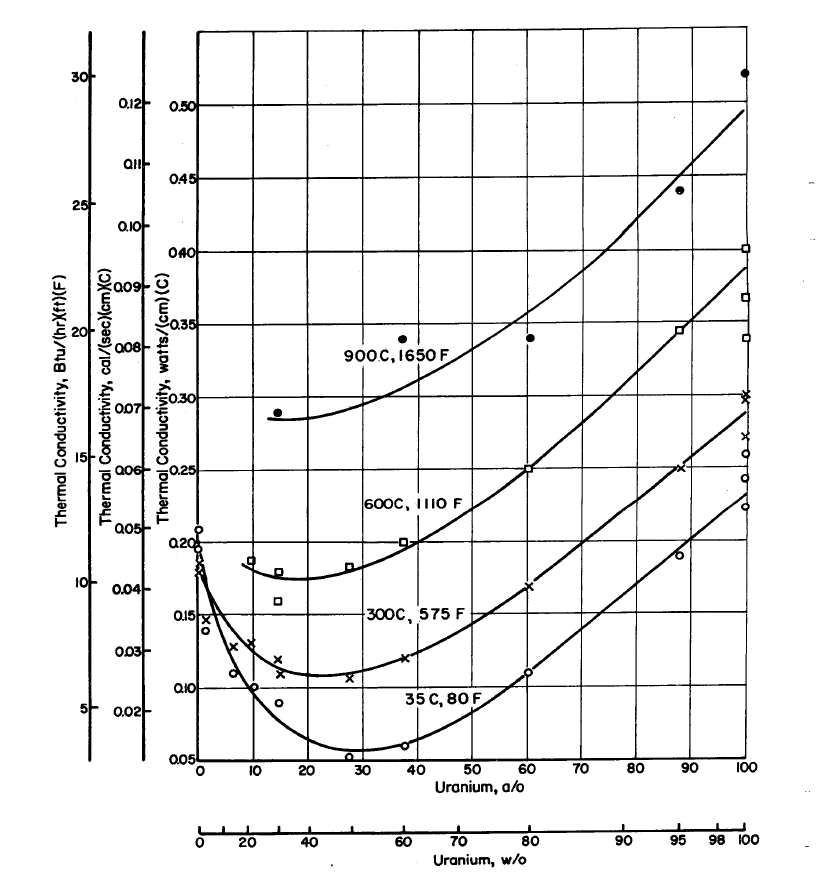 30
25
20
15
10
5
Thermal Conductivity, Btu/(hr)(ft)(F)
0.12
0.11
0.10
0.09
0.08
0.07
0.06
0.05
0.04
0.03
0.02
Thermal Conductivity, cal/(sec)(cm)(C)
0.50
0.45
0.40
0.35
0.30
0.25
0.20
0.15
0.10
0.05
Thermal Conductivity, watts/(cm)(C)
900C, 1650 F
600C, 1110 F
300C, 575 F
35C, 80 F
0 10 20 30 40 50 60 70 80 90 100
Uranium, a/o
0 20 30 40 60 70 80 90 95 98 100
Uranium, w/o